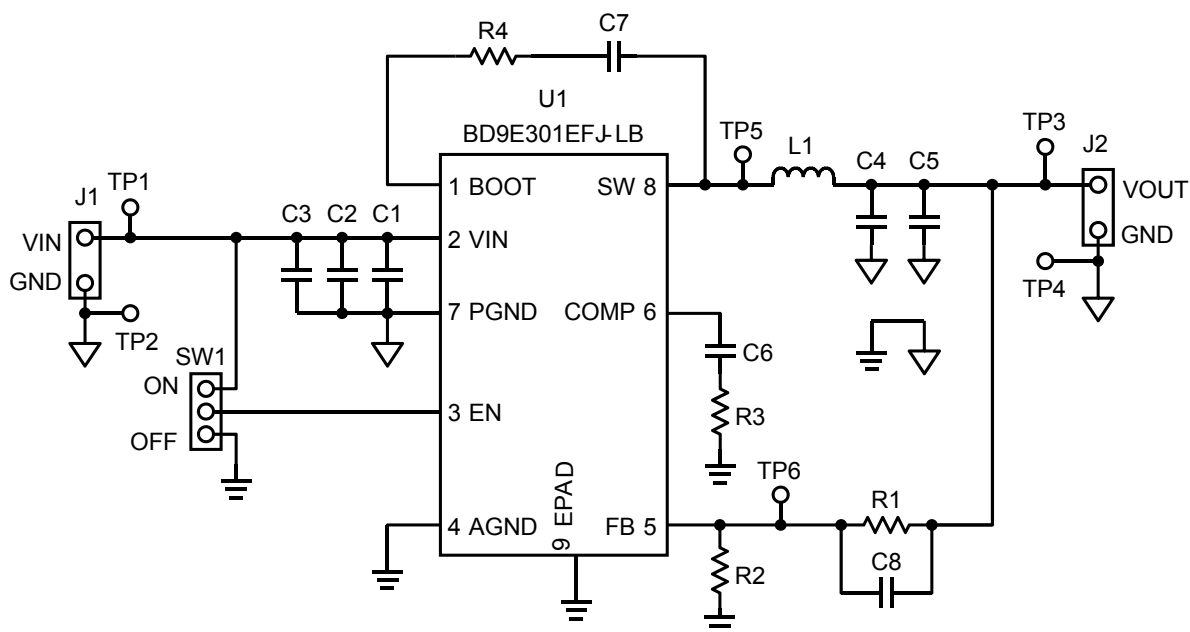 R4
C7
U1
BD9E301EFJ-LB
TP5
L1
C4
C5
TP3
J2
1 BOOT
SW 8
VOUT
GND
TP4
J1
TP1
VIN
GND
TP2
C3
C2
C1
2 VIN
7 PGND
COMP 6
C6
R3
SW1
ON
OFF
3 EN
TP6
R1
4 AGND
9 EPAD
FB 5
R2
C8